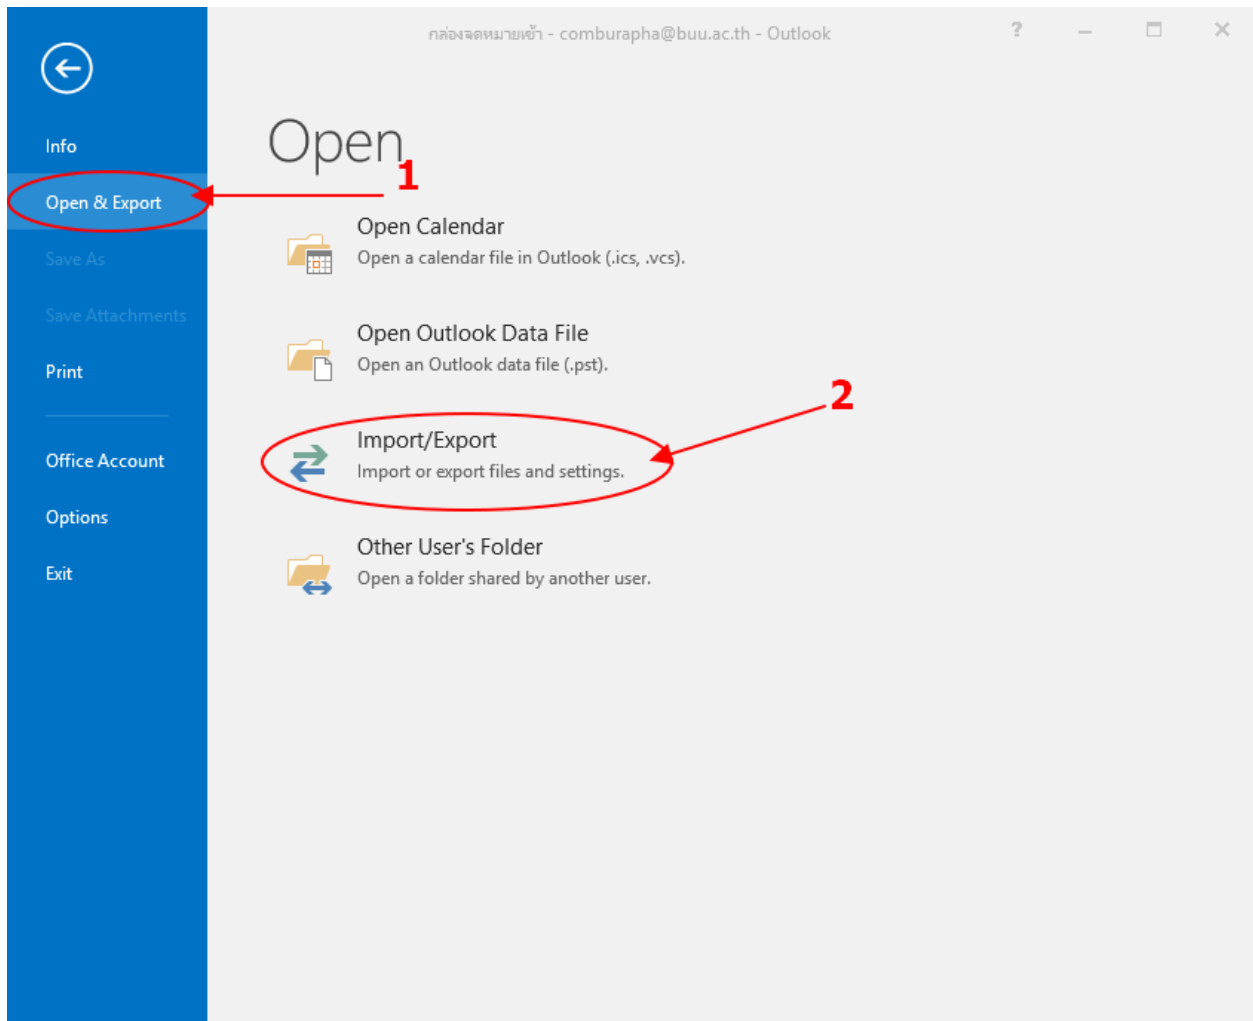 กล่องจดหมายเข้า - comburapha@buu.ac.th - Outlook
?
Info
Open & Export
Save As
Save Attachments
Print
Office Account
Options
Exit
Open
1
Open Calendar
Open a calendar file in Outlook (.ics, .vcs).
Open Outlook Data File
Open an Outlook data file (.pst).
2
Import/Export
Import or export files and settings.
Other User's Folder
Open a folder shared by another user.